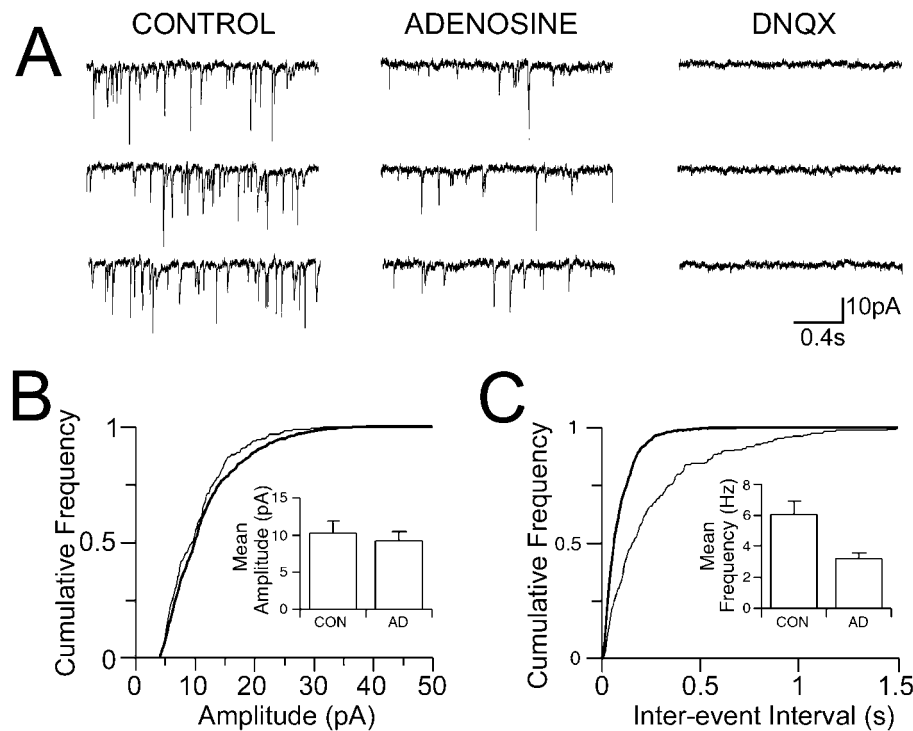 A
CONTROL
ADENOSINE
DNQX
10pA
0.4s
B
Cumulative Frequency
1
0.5
0
0
10
20
30
40
50
Amplitude (pA)
Mean
Amplitude (pA)
15
10
5
0
CON
AD
C
Cumulative Frequency
1
0.5
0
0
0.5
1
1.5
Inter-event Interval (s)
Mean
Frequency (Hz)
8
6
4
2
0
CON
AD